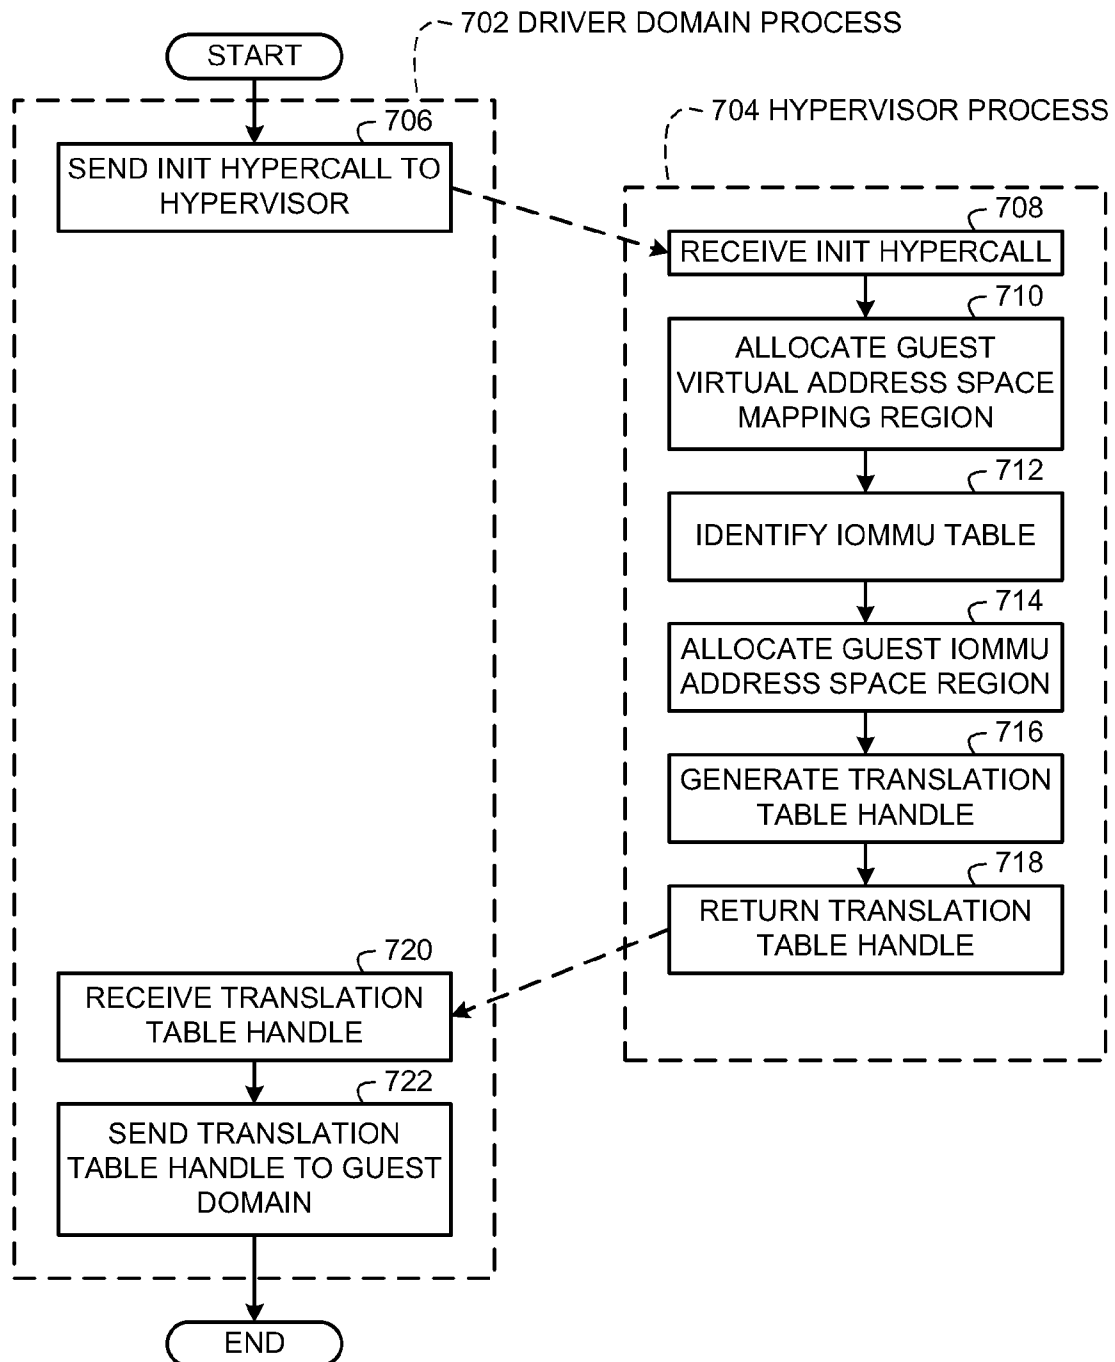 702 DRIVER DOMAIN PROCESS
START
704 HYPERVISOR PROCESS
706
SEND INIT HYPERCALL TO
HYPERVISOR
708
RECEIVE INIT HYPERCALL
710
ALLOCATE GUEST
VIRTUAL ADDRESS SPACE
MAPPING REGION
712
IDENTIFY IOMMU TABLE
714
ALLOCATE GUEST IOMMU
ADDRESS SPACE REGION
716
GENERATE TRANSLATION
TABLE HANDLE
718
RETURN TRANSLATION
TABLE HANDLE
720
RECEIVE TRANSLATION
TABLE HANDLE
722
SEND TRANSLATION
TABLE HANDLE TO GUEST
DOMAIN
END